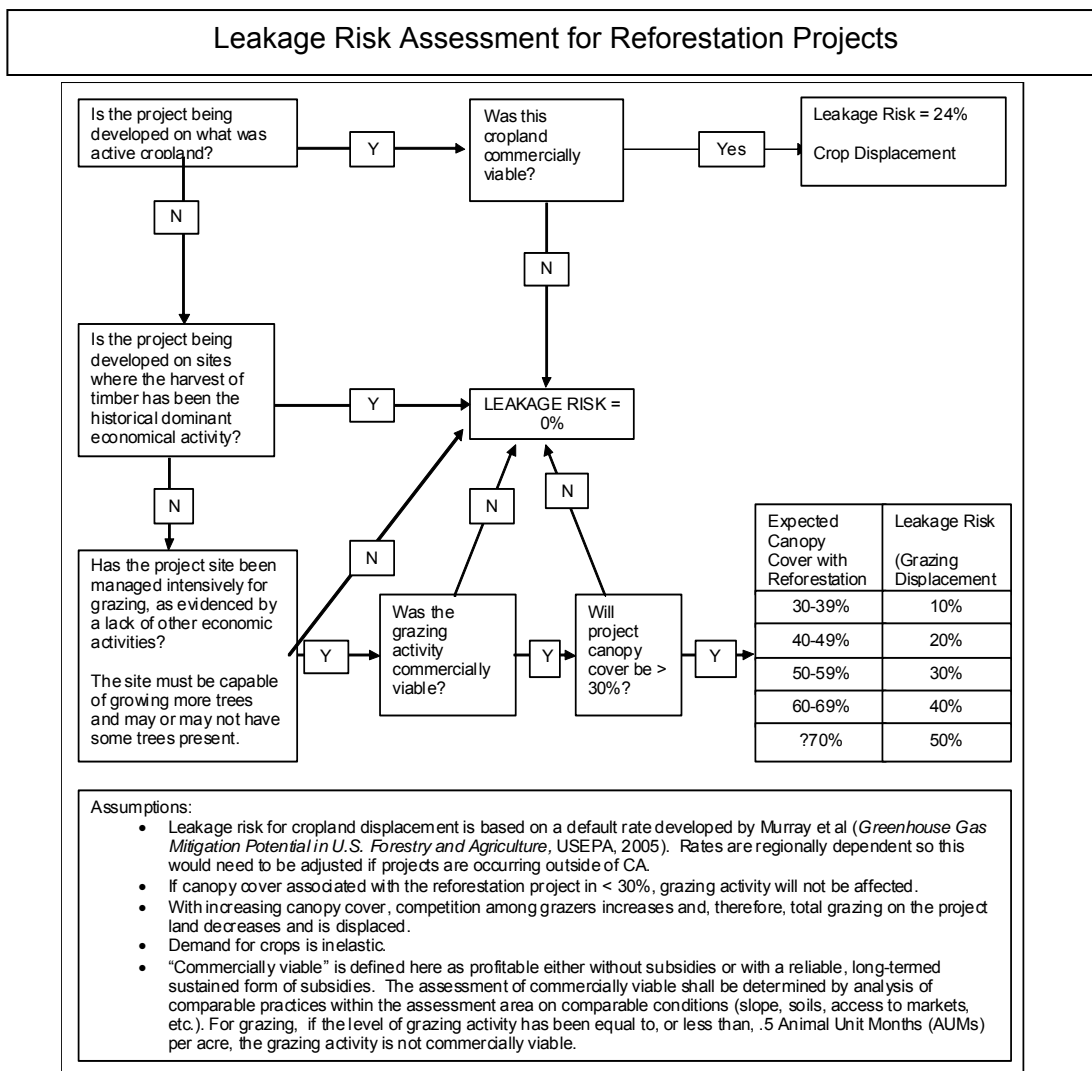 Leakage Risk Assessment for Reforestation Projects
Is the project being
developed on what was
active cropland?
Y
Was this
cropland
commercially
viable?
Yes
Leakage Risk = 24%
Crop Displacement
N
N
Is the project being
developed on sites
where the harvest of
timber has been the
historical dominant
economical activity?
Y
LEAKAGE RISK =
0%
N
N
N
N
Has the project site been
managed intensively for
grazing, as evidenced by
a lack of other economic
activities?
The site must be capable
of growing more trees
and may or may not have
some trees present.
Y
Was the
grazing
activity
commercially
viable?
Y
Will
project
canopy
cover be >
30%?
Y
Expected
Canopy
Cover with
Reforestation
Leakage Risk
(Grazing
Displacement
30-39%
10%
40-49%
20%
50-59%
30%
60-69%
40%
?70%
50%
Assumptions:
• Leakage risk for cropland displacement is based on a default rate developed by Murray et al (Greenhouse Gas
Mitigation Potential in U.S. Forestry and Agriculture, USEPA, 2005). Rates are regionally dependent so this
would need to be adjusted if projects are occurring outside of CA.
• If canopy cover associated with the reforestation project in < 30%, grazing activity will not be affected.
• With increasing canopy cover, competition among grazers increases and, therefore, total grazing on the project
land decreases and is displaced.
• Demand for crops is inelastic.
• “Commercially viable” is defined here as profitable either without subsidies or with a reliable, long-termed
sustained form of subsidies. The assessment of commercially viable shall be determined by analysis of
comparable practices within the assessment area on comparable conditions (slope, soils, access to markets,
etc.). For grazing, if the level of grazing activity has been equal to, or less than, .5 Animal Unit Months (AUMs)
per acre, the grazing activity is not commercially viable.